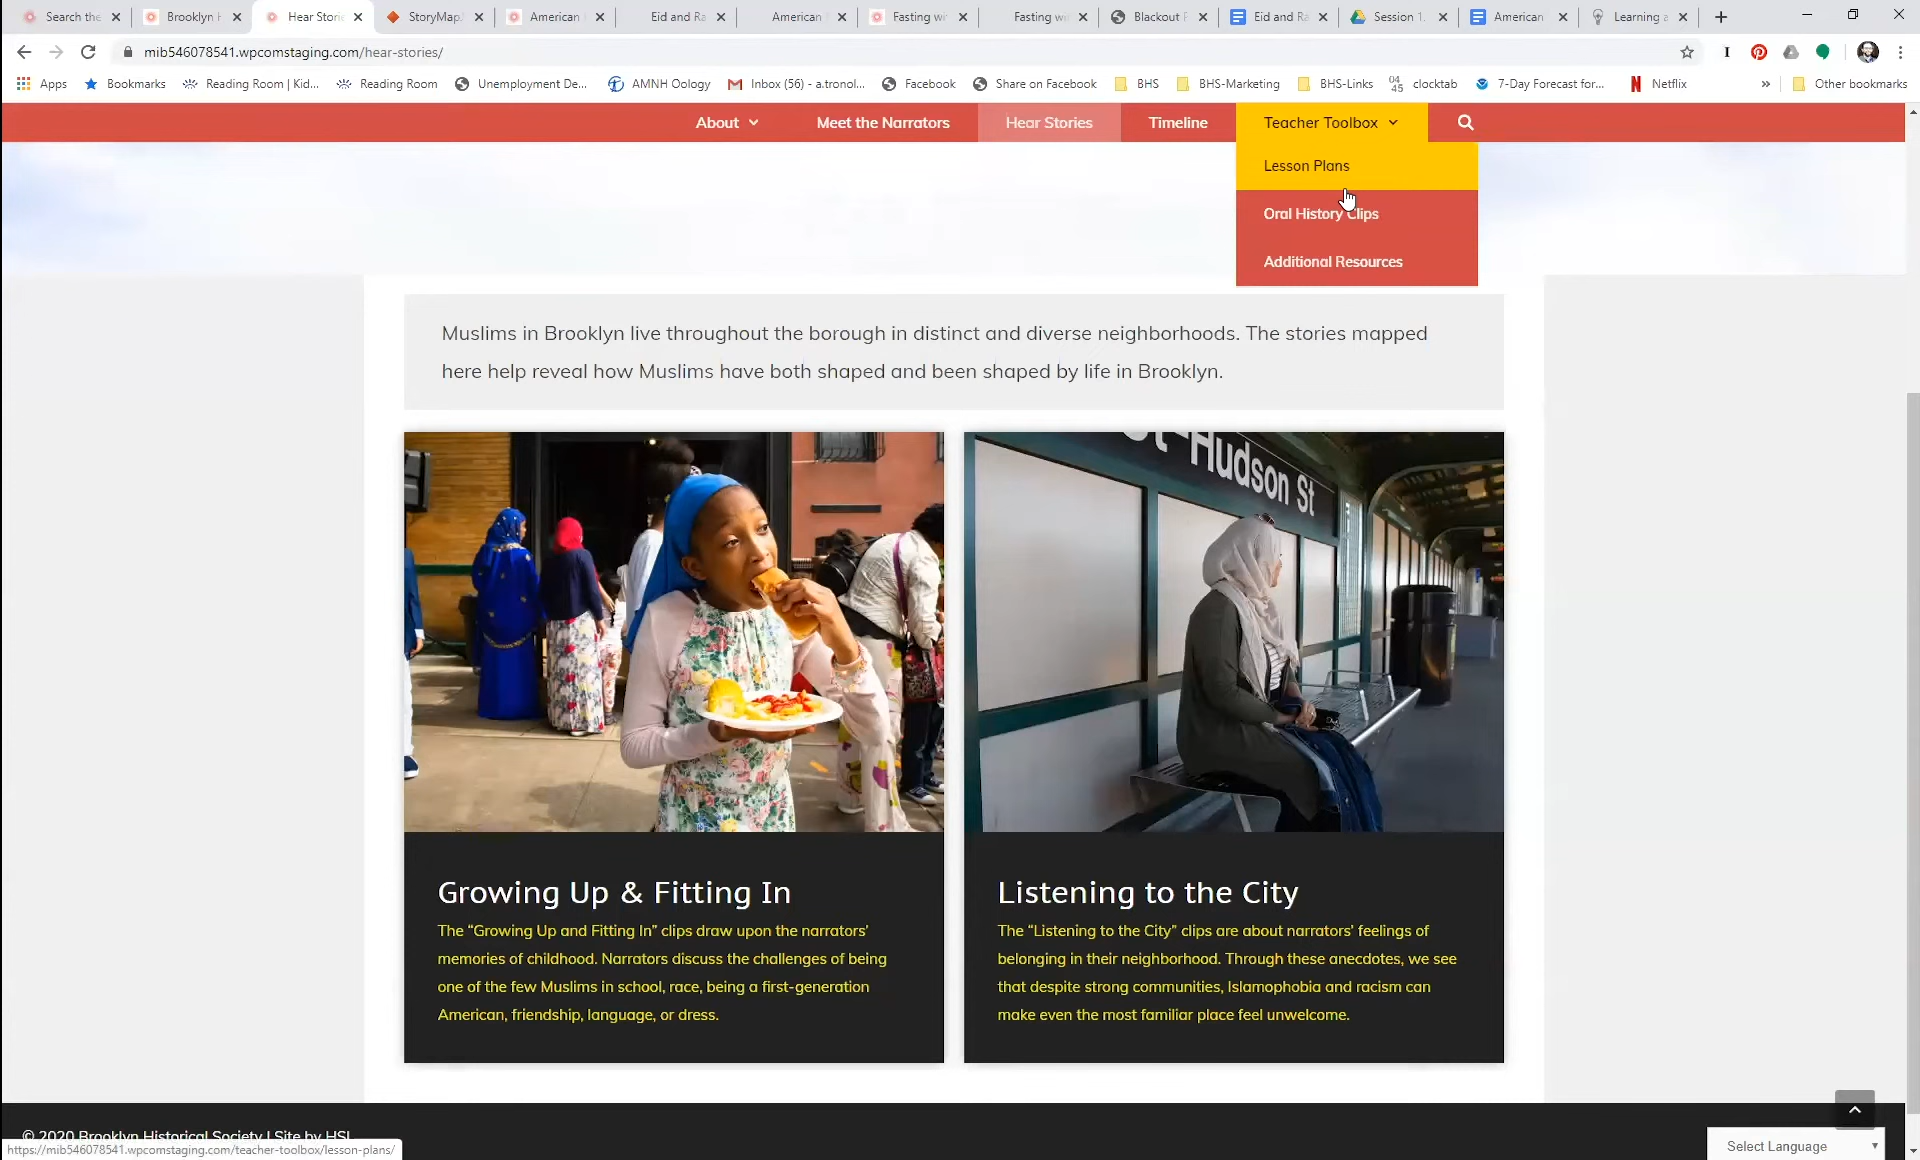 Search the
Brooklyn H
Hear Storie
StoryMapJ
American
Eid and Ra
American
Fasting wi
Fasting wi
Blackout P
Eid and Ra
Session 1.
American
Learning a
mib546078541.wpcomstaging.com/hear-stories/
Apps
Bookmarks
Reading Room | Kid...
Reading Room
Unemployment De...
AMNH Oology
Inbox (56) - a.tronol...
Facebook
Share on Facebook
BHS
BHS-Marketing
BHS-Links
04 45
clocktab
7-Day Forecast for...
Netflix
»
Other bookmarks
About
Meet the Narrators
Hear Stories
Timeline
Teacher Toolbox
Lesson Plans
Oral History Clips
Additional Resources
Muslims in Brooklyn live throughout the borough in distinct and diverse neighborhoods. The stories mapped
here help reveal how Muslims have both shaped and been shaped by life in Brooklyn.
St-Hudson St
Growing Up & Fitting In
The “Growing Up and Fitting In” clips draw upon the narrators’
memories of childhood. Narrators discuss the challenges of being
one of the few Muslims in school, race, being a first-generation
American, friendship, language, or dress.
Listening to the City
The “Listening to the City” clips are about narrators’ feelings of
belonging in their neighborhood. Through these anecdotes, we see
that despite strong communities, Islamophobia and racism can
make even the most familiar place feel unwelcome.
© 2020 Brooklyn Historical Society | Site by HSL
https://mib546078541.wpcomstaging.com/teacher-toolbox/lesson-plans/
Select Language